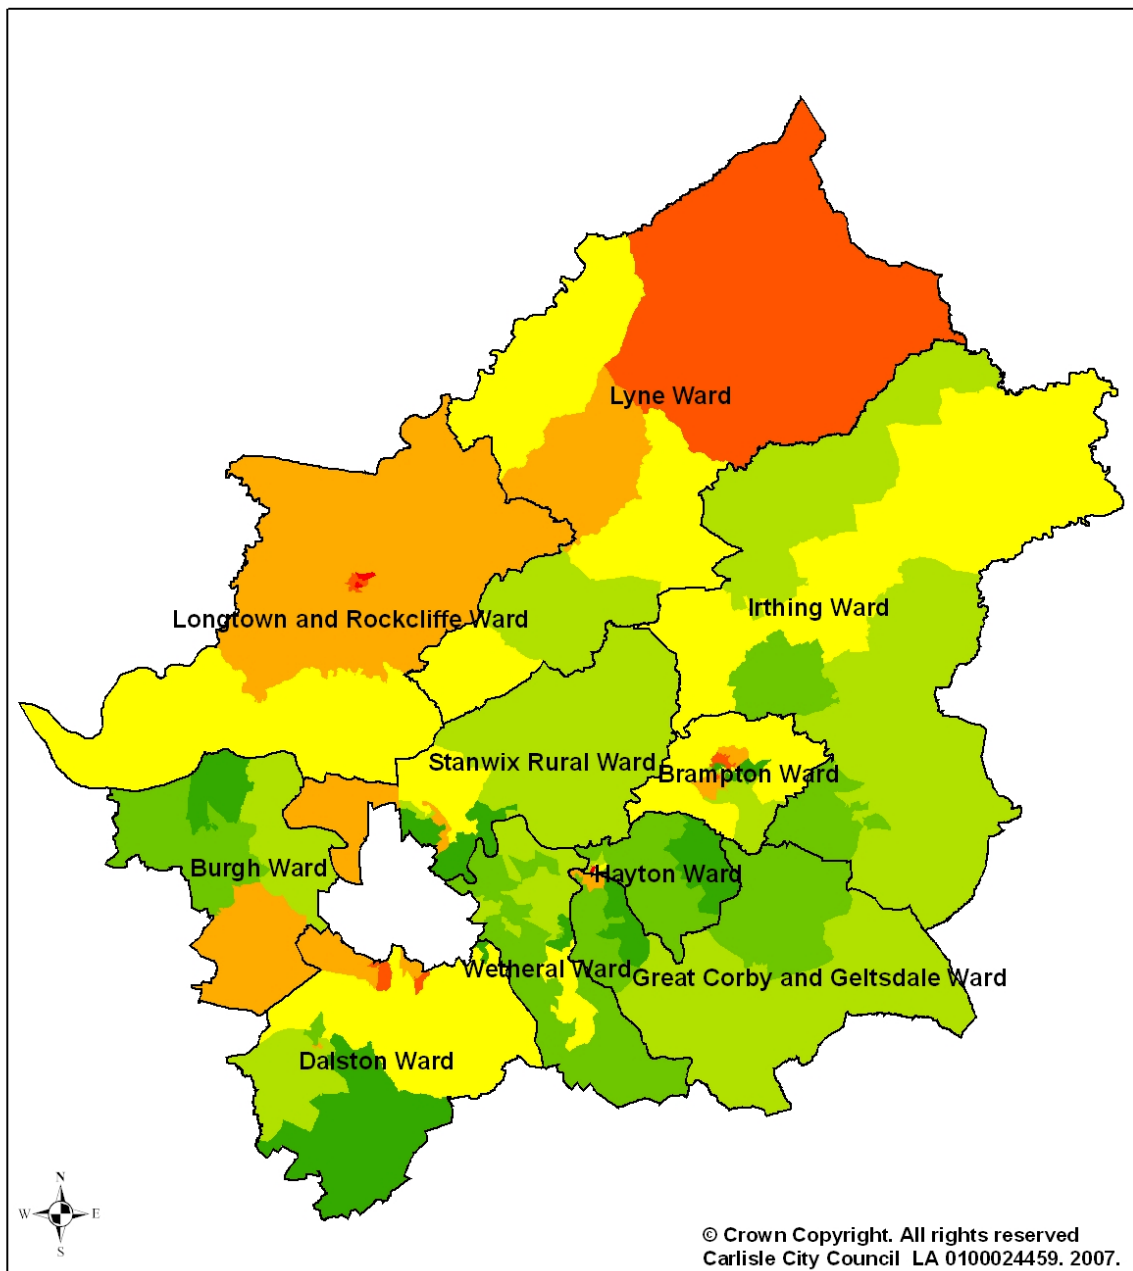 Lyne Ward
Irthing Ward
Longtown and Rockcliffe Ward
Stanwix Rural Ward
Brampton Ward
Burgh Ward
Hayton Ward
Wetheral Ward
Great Corby and Geltsdale Ward
Dalston Ward
N
W E
S
© Crown Copyright. All rights reserved
Carlisle City Council LA 0100024459. 2007.